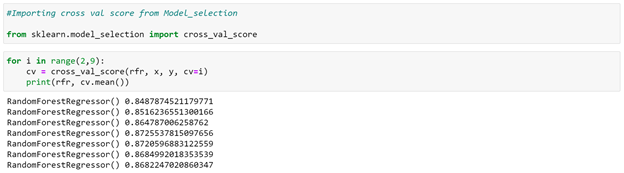 #Importing cross val score from Model_selection
from sklearn.model_selection import cross_val_score
for i in range(2,9):
cv = cross_val_score(rfr, x, y, cv=i)
print(rfr, cv.mean())
RandomForestRegressor() 0.8487874521179771
RandomForestRegressor() 0.8516236551300166
RandomForestRegressor() 0.864787006258762
RandomForestRegressor() 0.8725537815097656
RandomForestRegressor() 0.8720596883122559
RandomForestRegressor() 0.8684992018353539
RandomForestRegressor() 0.8682247020860347